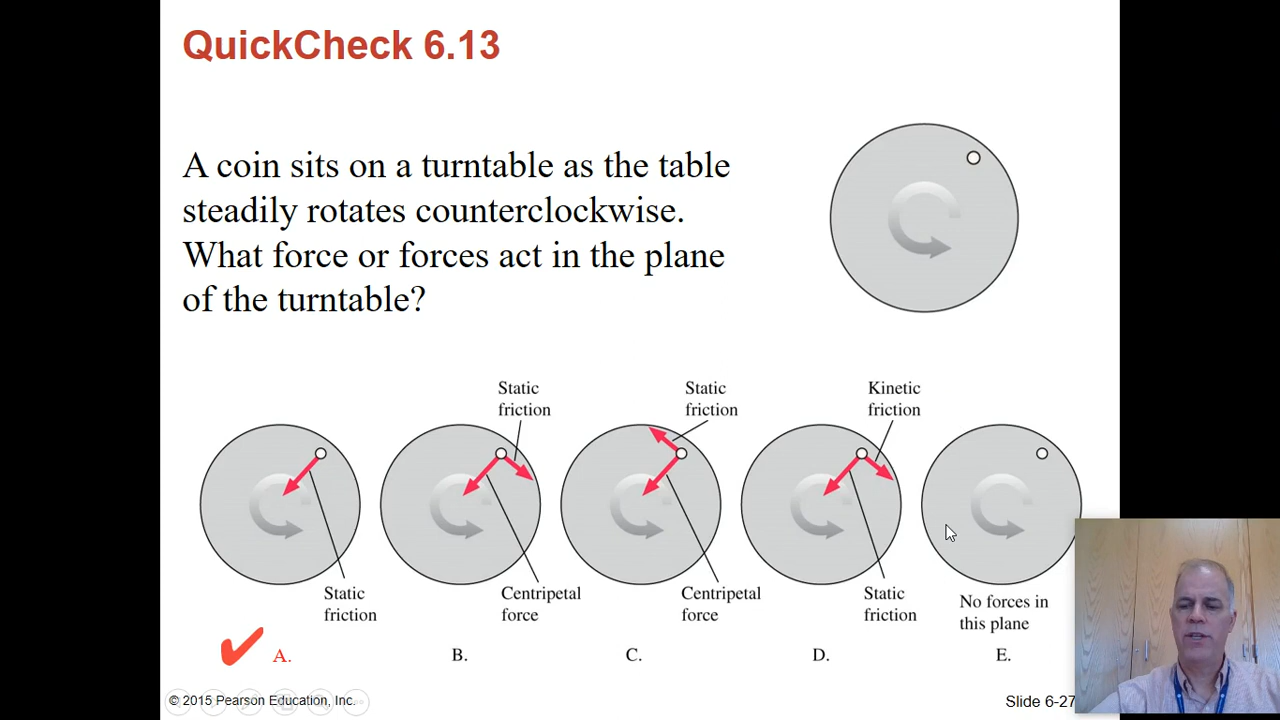 QuickCheck 6.13
A coin sits on a turntable as the table
steadily rotates counterclockwise.
What force or forces act in the plane
of the turntable?
Static
friction
Static
friction
Kinetic
friction
Static
friction
Centripetal
force
Centripetal
force
Static
friction
No forces in
this plane
A.
B.
C.
D.
E.
© 2015 Pearson Education, Inc.
Slide 6-27